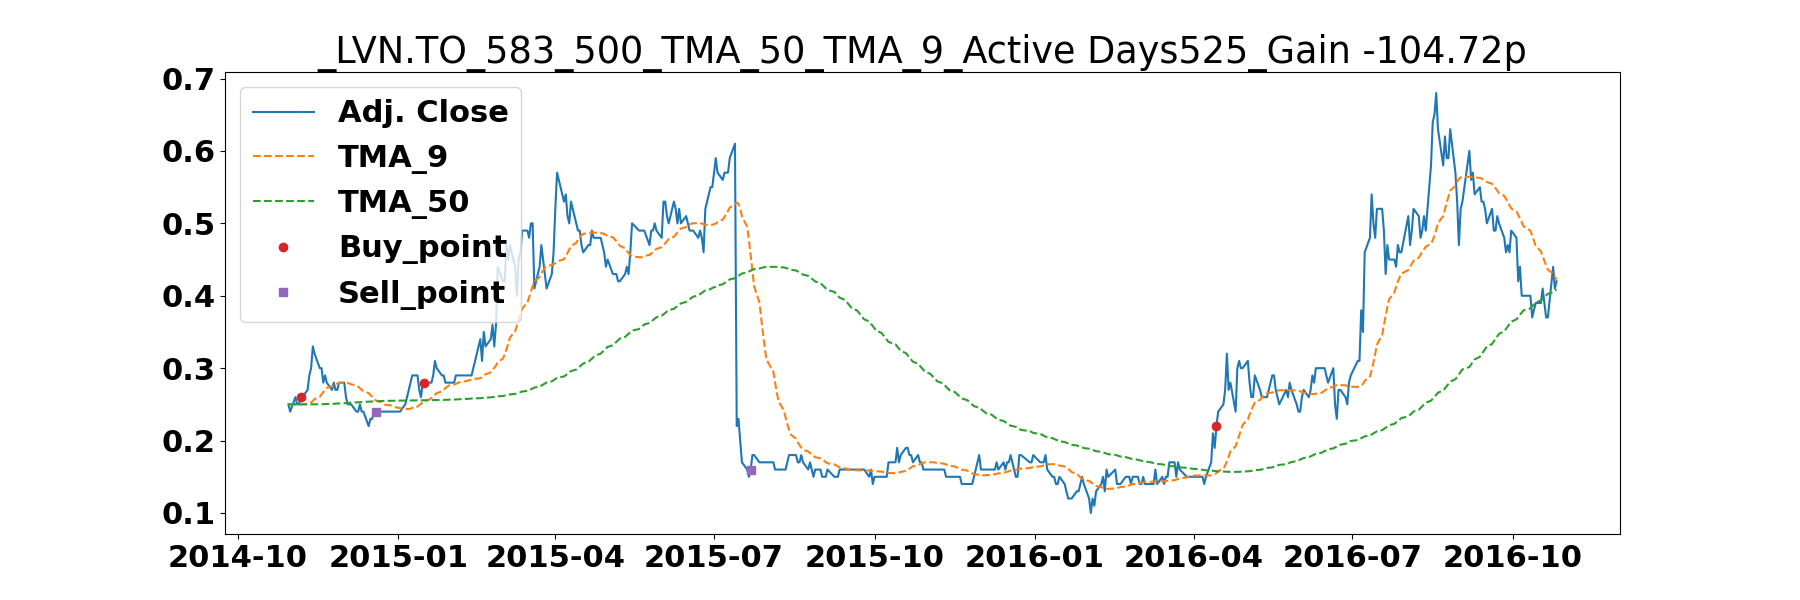 _LVN.TO_583_500_TMA_50_TMA_9_Active Days525_Gain -104.72p
0.7
0.6
0.5
0.4
0.3
0.2
0.1
Adj. Close
TMA_9
TMA_50
Buy_point
Sell_point
2014-10 2015-01 2015-04 2015-07 2015-10 2016-01 2016-04 2016-07 2016-10